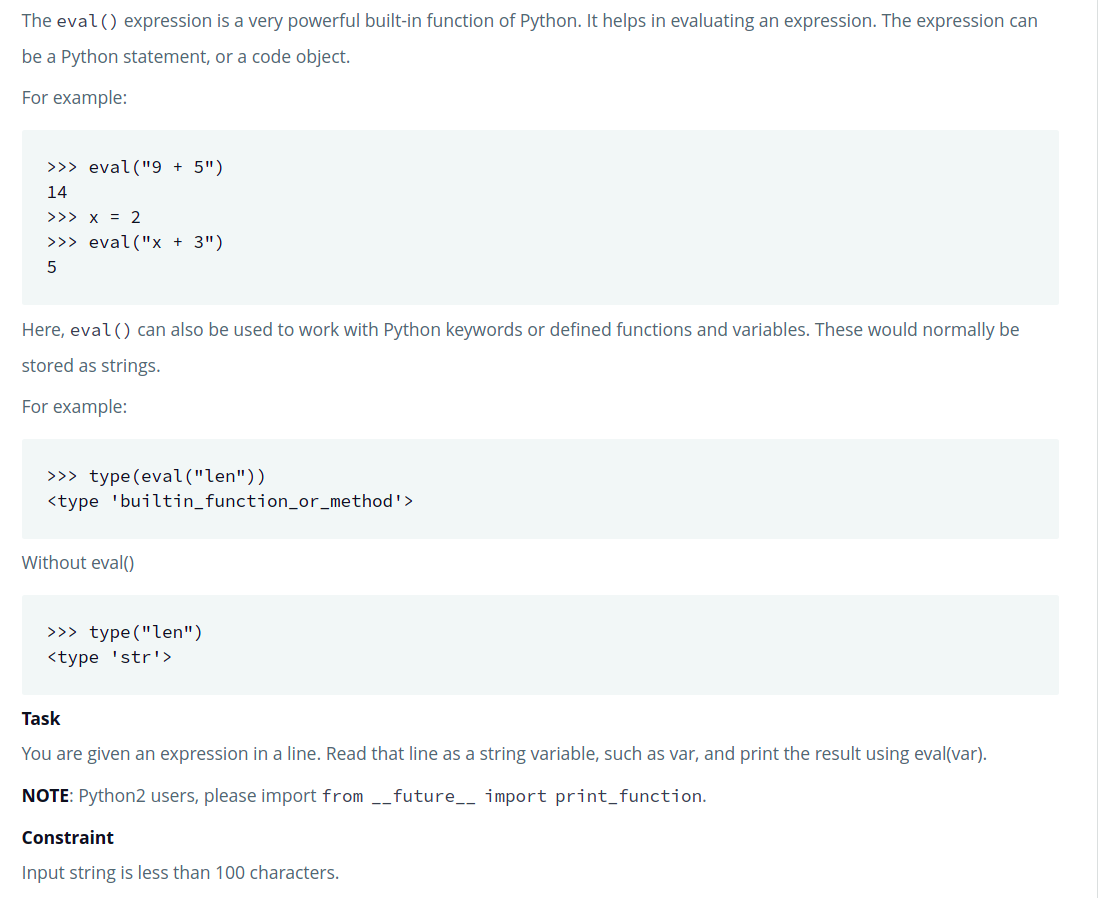 The eval() expression is a very powerful built-in function of Python. It helps in evaluating an expression. The expression can
be a Python statement, or a code object.
For example:
>>> eval("9 + 5")
14
>>> x = 2
>>> eval("x + 3")
5
Here, eval() can also be used to work with Python keywords or defined functions and variables. These would normally be
stored as strings.
For example:
>>> type(eval("len"))
<type 'builtin_function_or_method'>
Without eval()
>>> type("len")
<type 'str'>
Task
You are given an expression in a line. Read that line as a string variable, such as var, and print the result using eval(var).
NOTE: Python2 users, please import from __future__ import print_function.
Constraint
Input string is less than 100 characters.